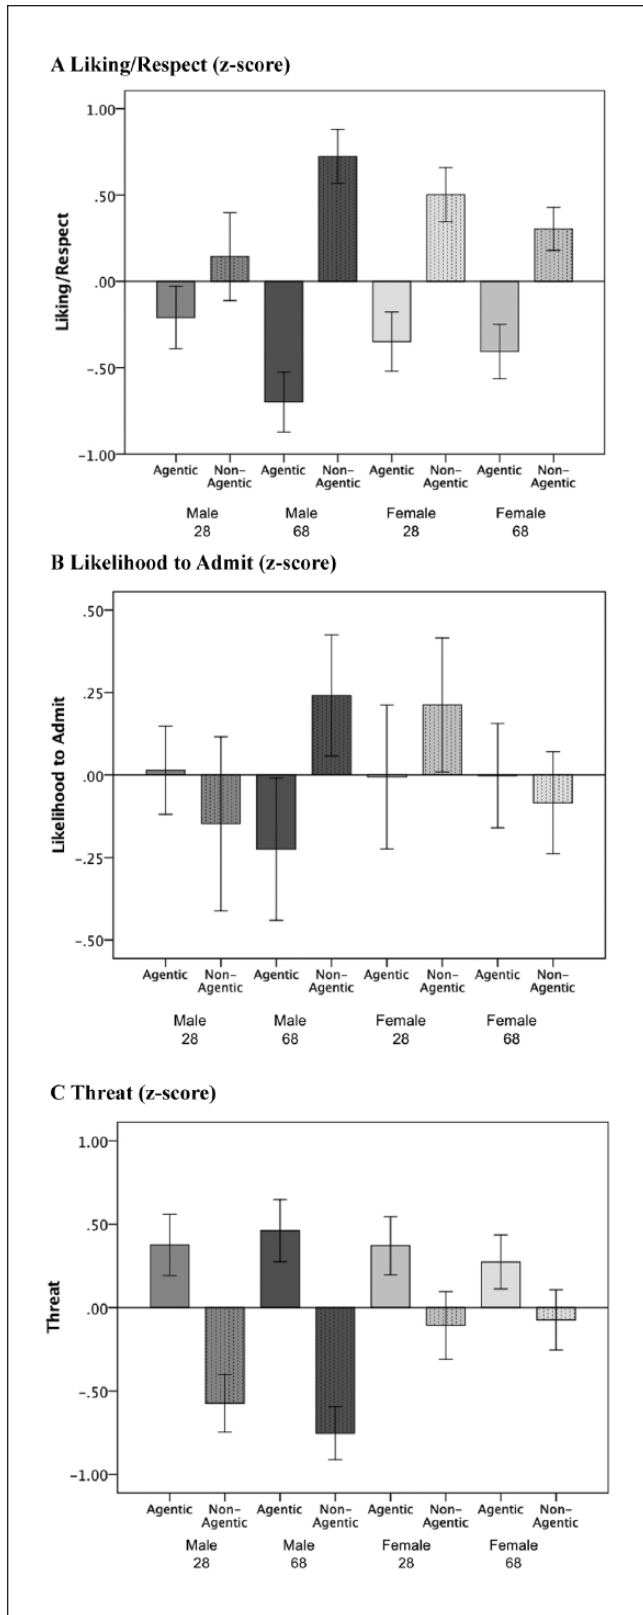 A Liking/Respect (z-score)
Liking/Respect
1.00
.50
.00
-.50
-1.00
Agentic Non-Agentic Agentic Non-Agentic Agentic Non-Agentic Agentic Non-Agentic
Male Male Female Female
28 68 28 68
B Likelihood to Admit (z-score)
Likelihood to Admit
.50
.25
.00
-.25
-.50
Agentic Non-Agentic Agentic Non-Agentic Agentic Non-Agentic Agentic Non-Agentic
Male Male Female Female
28 68 28 68
C Threat (z-score)
Threat
1.00
.50
.00
-.50
-1.00
Agentic Non-Agentic Agentic Non-Agentic Agentic Non-Agentic Agentic Non-Agentic
Male Male Female Female
28 68 28 68